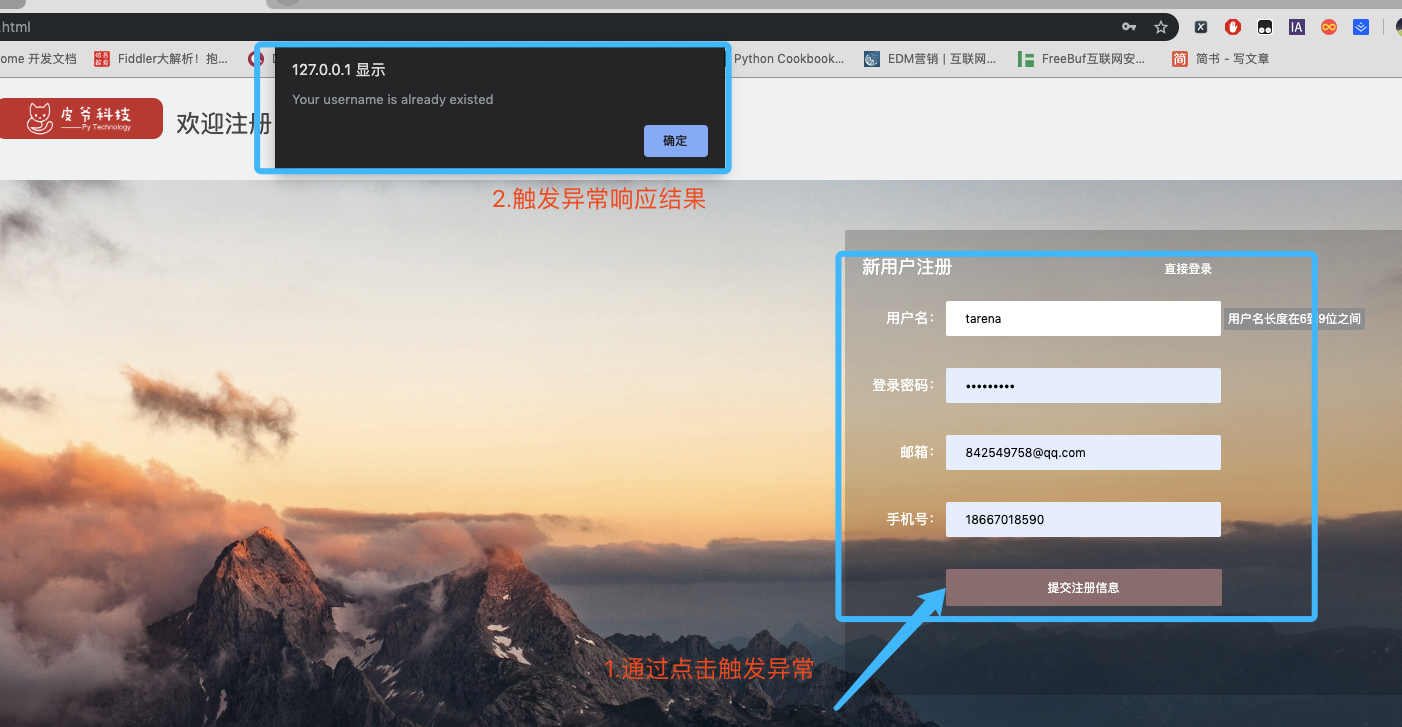 .html
ome 开发文档
Fiddler大解析！抱...
Python Cookbook...
EDM营销 | 互联网...
FreeBuf互联网安...
简
简书 - 写文章
IA
127.0.0.1 显示
Your username is already existed
确定
皮爷科技
Py Technology
欢迎注册
2.触发异常响应结果
新用户注册
直接登录
用户名：
tarena
用户名长度在6到9位之间
登录密码：
•••••••••
邮箱：
842549758@qq.com
手机号：
18667018590
提交注册信息
1.通过点击触发异常